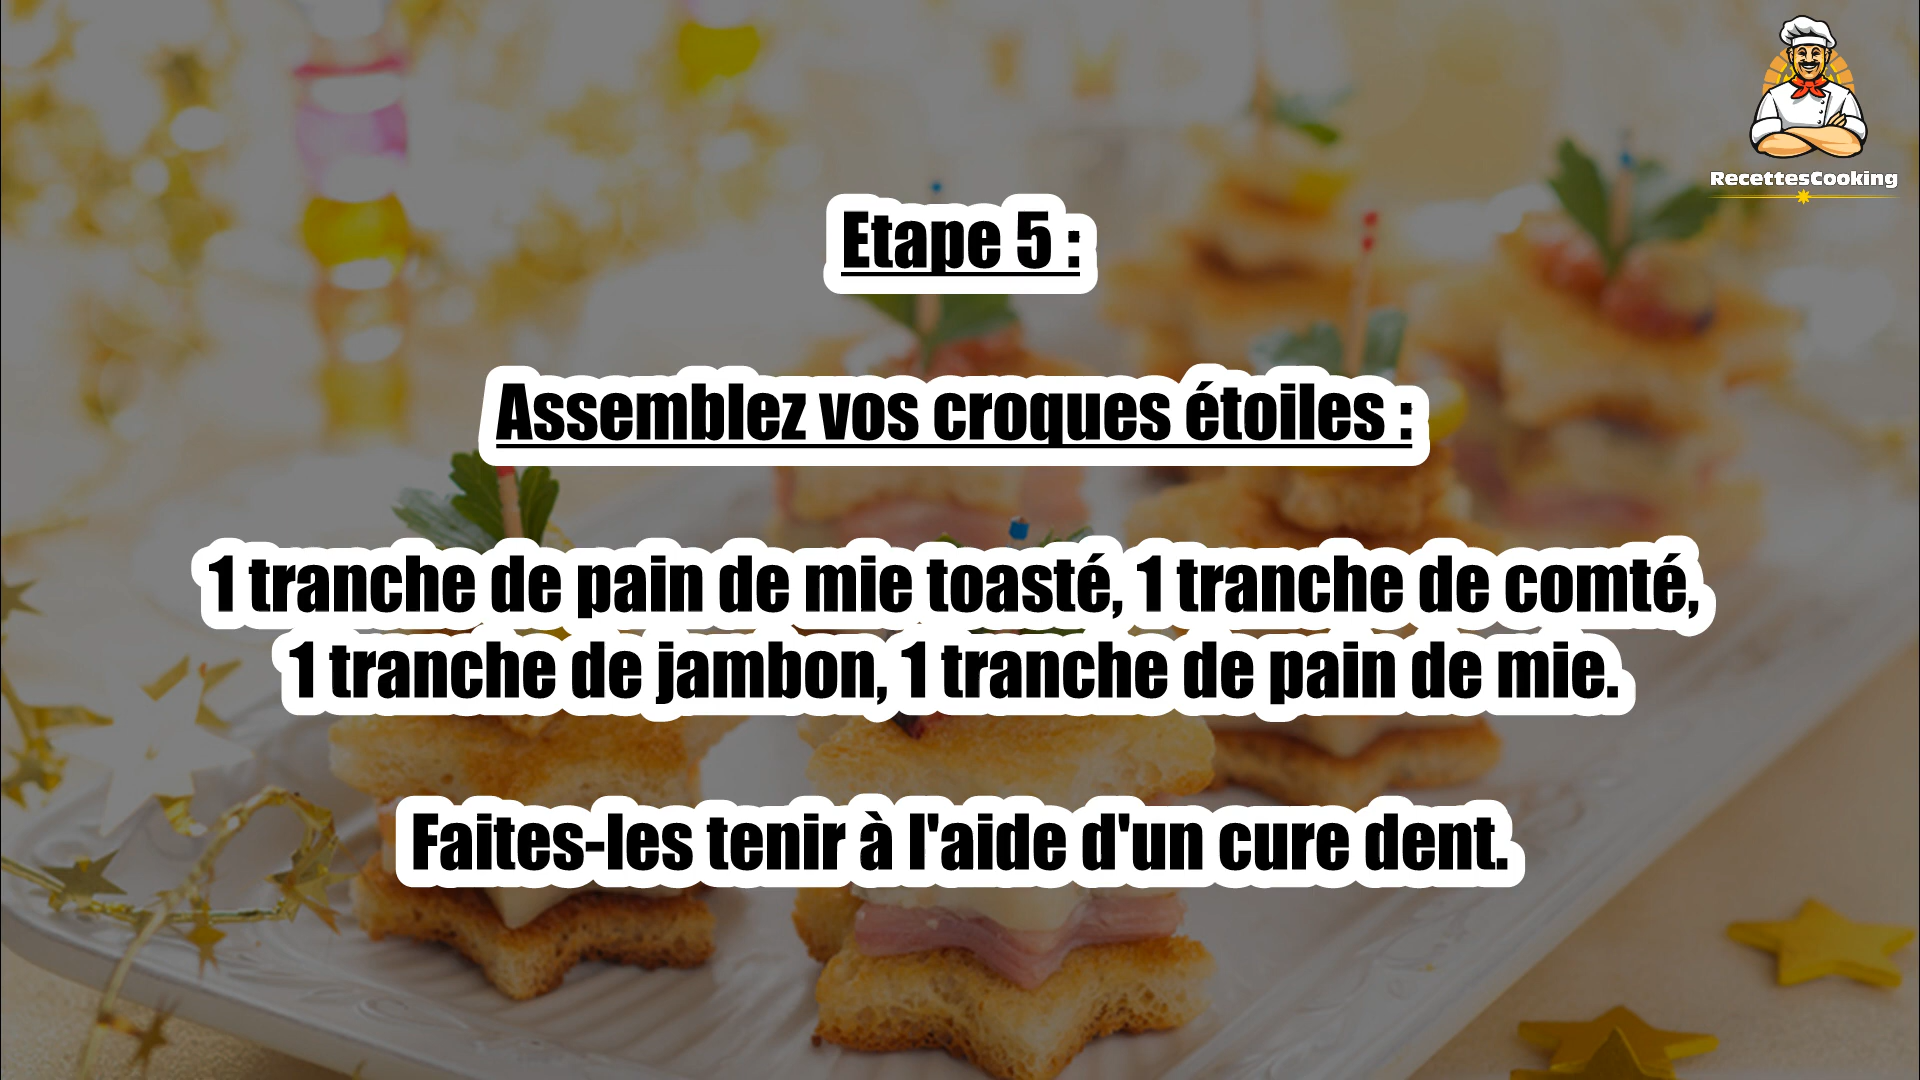 RecettesCooking
Etape 5 :
Assemblez vos croques étoiles :
1 tranche de pain de mie toasté, 1 tranche de comté,
1 tranche de jambon, 1 tranche de pain de mie.
Faites-les tenir à l'aide d'un cure dent.